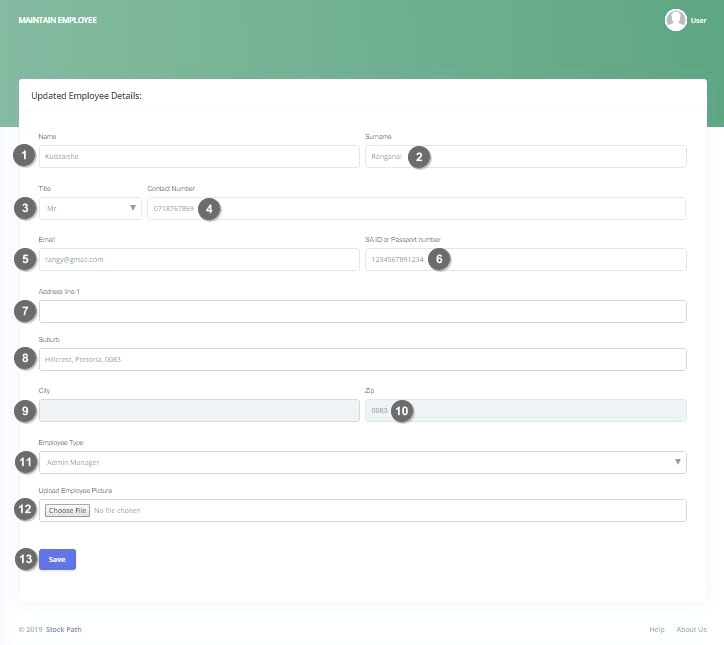 MAINTAIN EMPLOYEE
User
Updated Employee Details:
Name Surname
1 Kudzaishe Ranganai 2
Title Contact Number
3 Mr 0718767869 4
Email SA ID or Passport number
5 rangy@gmail.com 1234567891234 6
Address line 1
7
Suburb
8 Hillcrest, Pretoria, 0083
City Zip
9 0083 10
Employee Type
11 Admin Manager
Upload Employee Picture
12 Choose File No file chosen
13 Save
© 2019 Stock Path Help About Us